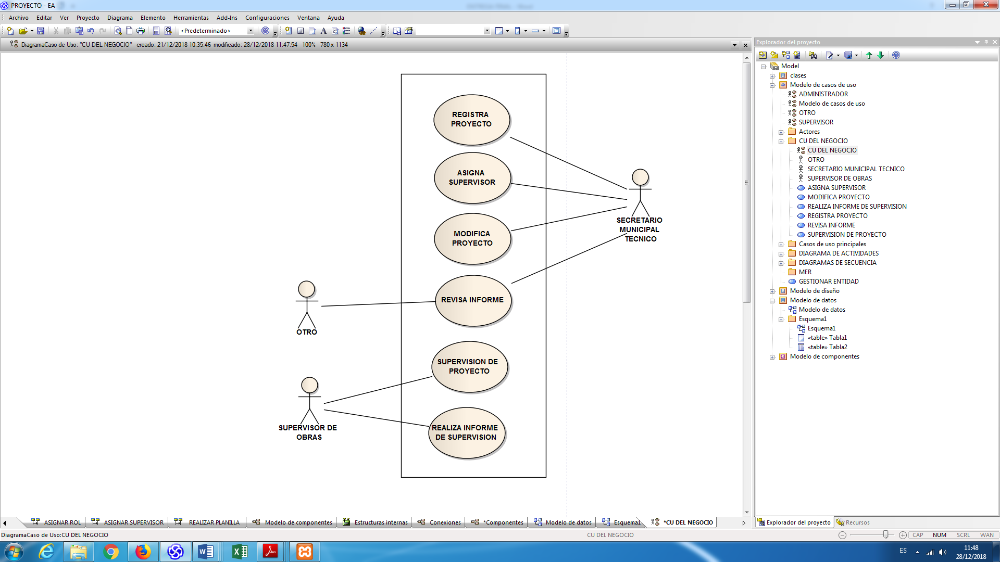 PROYECTO - EA
Archivo Editar Ver Proyecto Diagrama Elemento Herramientas Add-Ins Configuraciones Ventana Ayuda
<Predeterminado>
DiagramaCaso de Uso: "CU DEL NEGOCIO" creado: 21/12/2018 10:35:46 modificado: 28/12/2018 11:47:54 100% 780 x 1134
REGISTRA
PROYECTO
ASIGNA
SUPERVISOR
MODIFICA
PROYECTO
SECRETARIO
MUNICIPAL
TECNICO
REVISA INFORME
OTRO
SUPERVISION DE
PROYECTO
SUPERVISOR DE
OBRAS
REALIZA INFORME
DE SUPERVISION
Explorador del proyecto
Model
clases
Modelo de casos de uso
ADMINISTRADOR
Modelo de casos de uso
OTRO
SUPERVISOR
Actores
CU DEL NEGOCIO
CU DEL NEGOCIO
OTRO
SECRETARIO MUNICIPAL TECNICO
SUPERVISOR DE OBRAS
ASIGNA SUPERVISOR
MODIFICA PROYECTO
REALIZA INFORME DE SUPERVISION
REGISTRA PROYECTO
REVISA INFORME
SUPERVISION DE PROYECTO
Casos de uso principales
DIAGRAMA DE ACTIVIDADES
DIAGRAMAS DE SECUENCIA
MER
GESTIONAR ENTIDAD
Modelo de diseño
Modelo de datos
Modelo de datos
Esquema1
Esquema1
«table» Tabla1
«table» Tabla2
Modelo de componentes
ASIGNAR ROL ASIGNAR SUPERVISOR REALIZAR PLANILLA Modelo de componentes Estructuras internas Conexiones *Componentes Modelo de datos Esquema1 *CU DEL NEGOCIO
Explorador del proyecto Recursos
DiagramaCaso de Uso:CU DEL NEGOCIO CU DEL NEGOCIO CAP NUM SCRL WAN
ES
11:48
28/12/2018